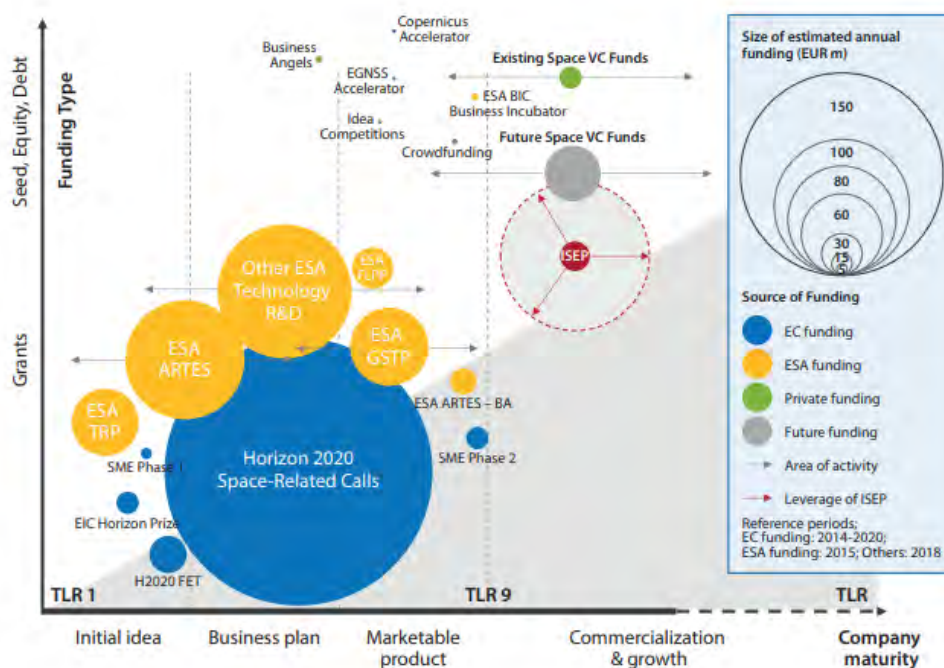 Seed, Equity, Debt
Grants
Funding Type
Copernicus
Accelerator
Business
Angels
EGNSS
Accelerator
Existing Space VC Funds
ESA BIC
Business Incubator
Idea
Competitions
Crowdfunding
Future Space VC Funds
ISEP
Other ESA
Technology
R&D
ESA
FLPP
ESA
ARTES
ESA
GSTP
ESA
TRP
ESA ARTES – BA
SME Phase 1
SME Phase 2
Horizon 2020
Space-Related Calls
EIC Horizon Prize
H2020 FET
TLR 1
TLR 9
TLR
Initial idea
Business plan
Marketable
product
Commercialization
& growth
Company
maturity
Size of estimated annual
funding (EUR m)
150
100
80
60
30
15
5
Source of Funding
EC funding
ESA funding
Private funding
Future funding
Area of activity
Leverage of ISEP
Reference periods;
EC funding: 2014-2020;
ESA funding: 2015; Others: 2018